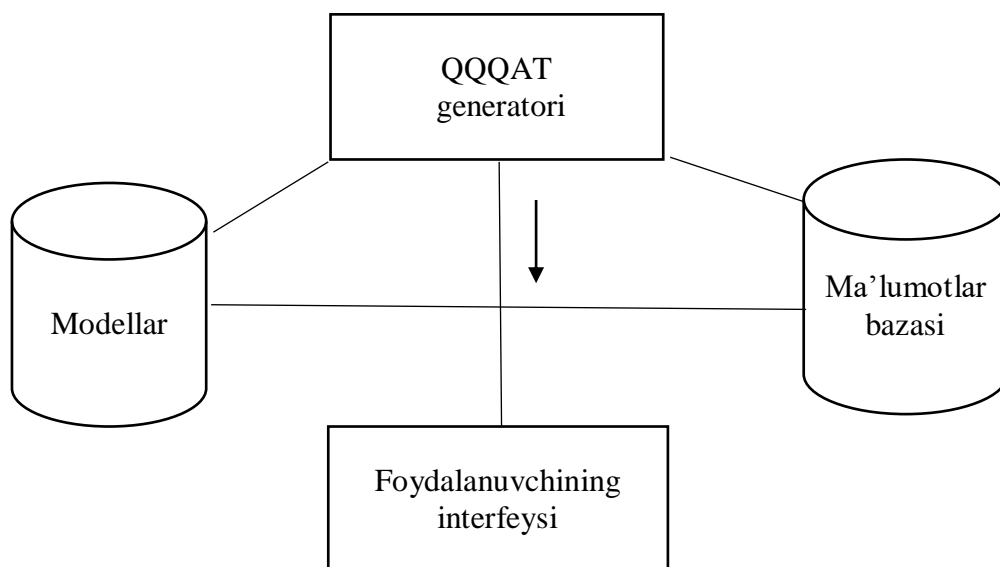 QQQAT
generatori
Modellar
Ma’lumotlar
bazasi
Foydalanuvchining
interfeysi